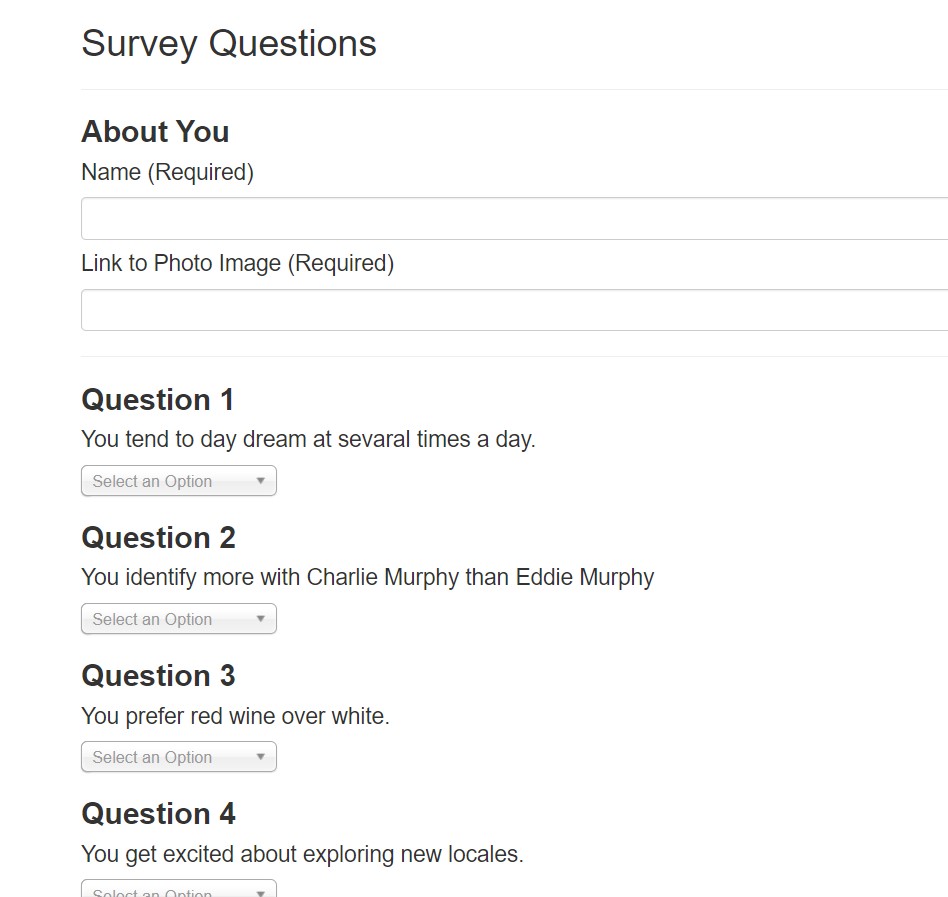 Survey Questions
About You
Name (Required)
Link to Photo Image (Required)
Question 1
You tend to day dream at sevaral times a day.
Select an Option
Question 2
You identify more with Charlie Murphy than Eddie Murphy
Select an Option
Question 3
You prefer red wine over white.
Select an Option
Question 4
You get excited about exploring new locales.
Select an Option